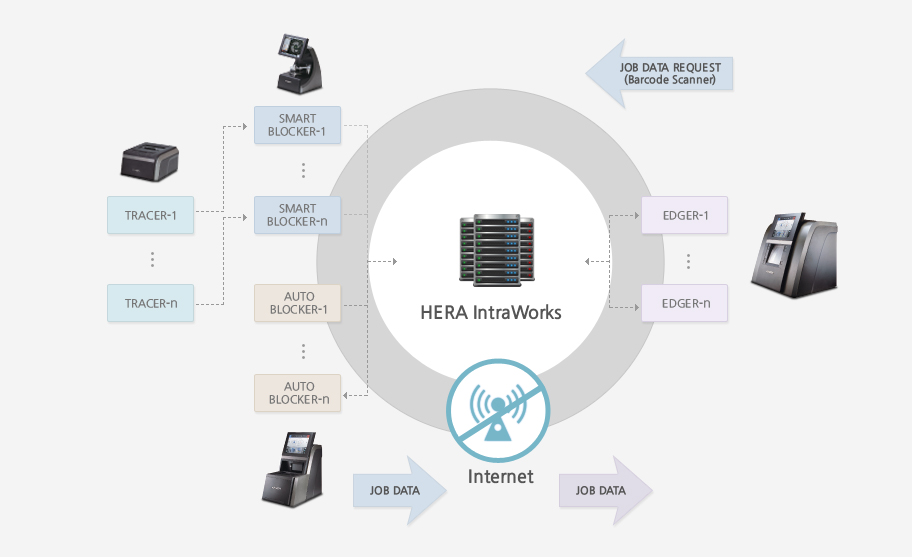 JOB DATA REQUEST
(Barcode Scanner)
SMART
BLOCKER-1
SMART
BLOCKER-n
TRACER-1
TRACER-n
AUTO
BLOCKER-1
AUTO
BLOCKER-n
HERA IntraWorks
EDGER-1
EDGER-n
Internet
JOB DATA
JOB DATA